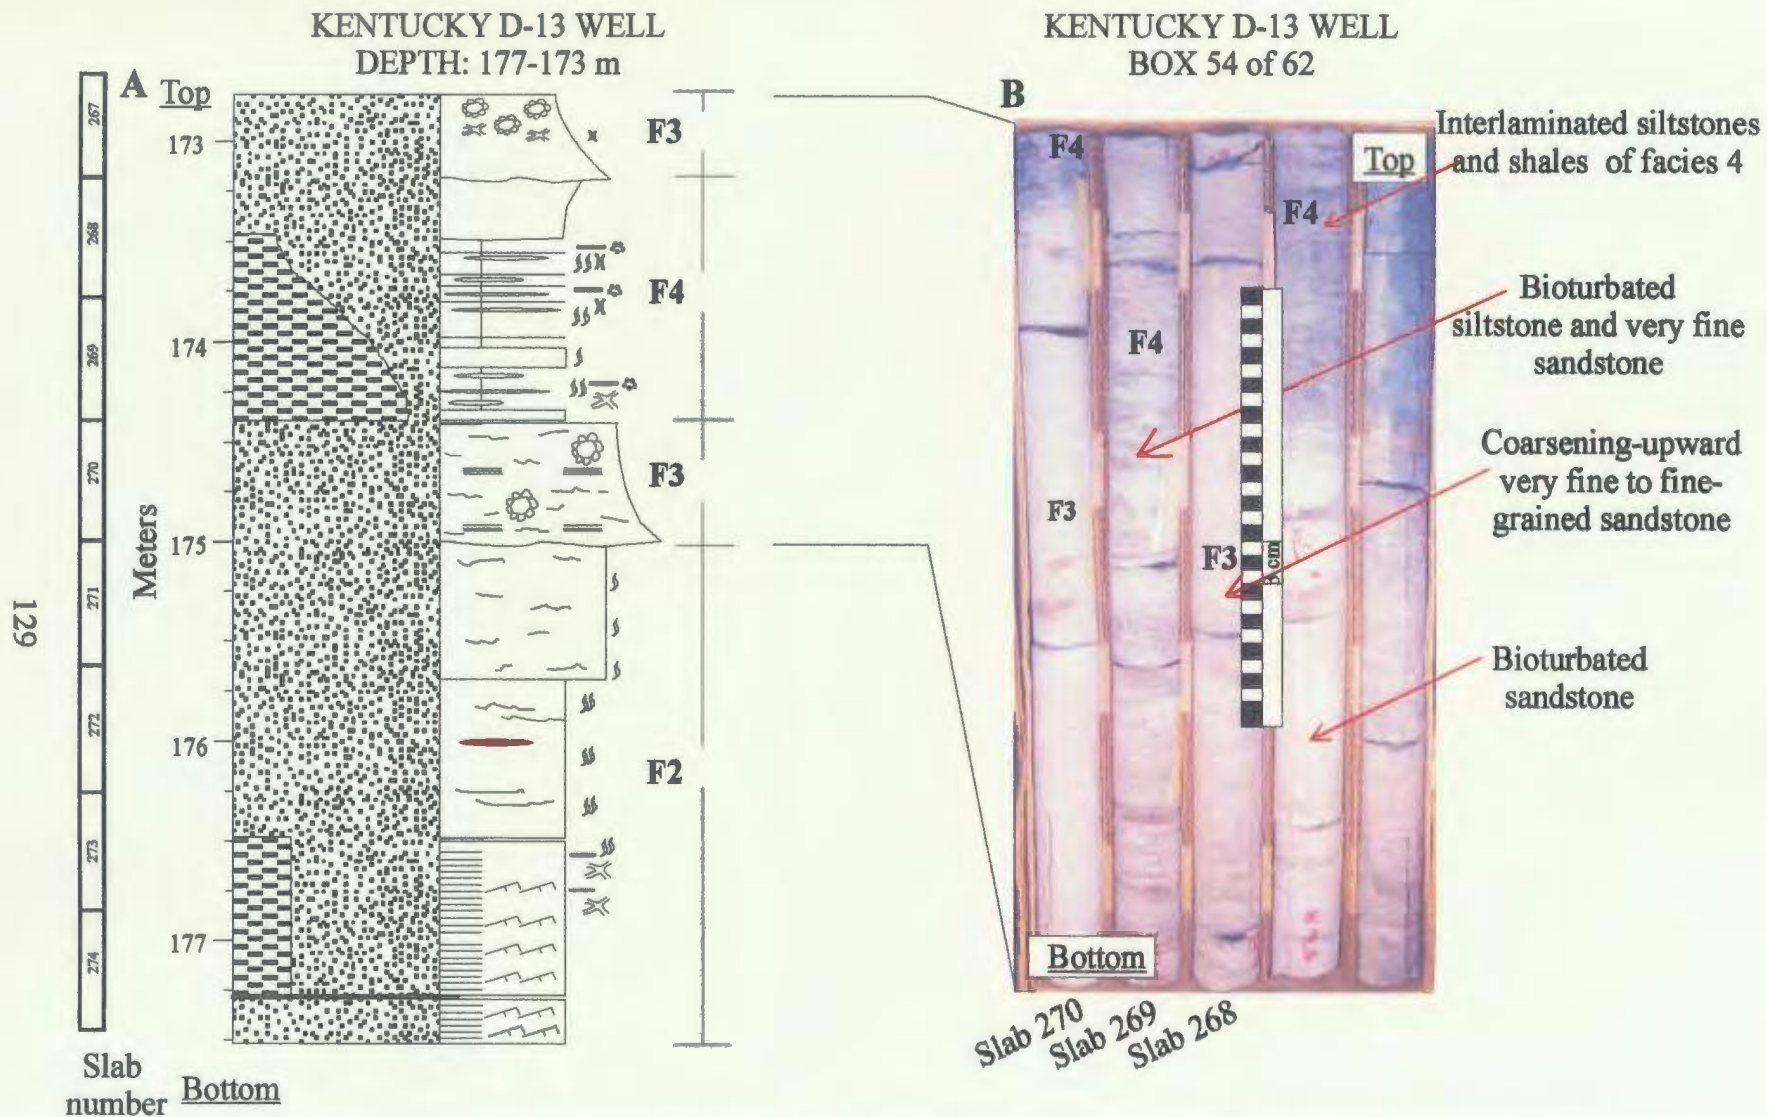 KENTUCKY D-13 WELL
DEPTH: 177-173 m
A
Top
267
268
269
270
271
272
273
274
173
174
175
176
177
Meters
F3
F4
F3
F2
Slab
number
Bottom
129
KENTUCKY D-13 WELL
BOX 54 of 62
B
Top
F4
F4
F4
F3
F3
cm
Bottom
Slab 270
Slab 269
Slab 268
Interlaminated siltstones
and shales of facies 4
Bioturbated
siltstone and very fine
sandstone
Coarsening-upward
very fine to fine-
grained sandstone
Bioturbated
sandstone